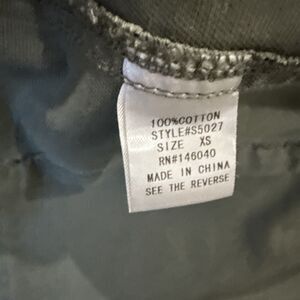 100%COTTON
STYLE#S5027
SIZE XS
RN#146040
MADE IN CHINA
SEE THE REVERSE